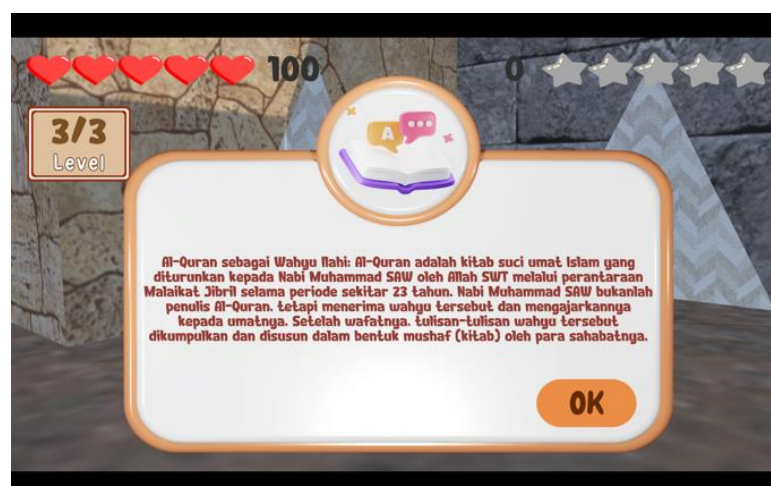 100
0
3/3
Level
A
Al-Quran sebagai Wahyu Ilahi: Al-Quran adalah kitab suci umat Islam yang
diturunkan kepada Nabi Muhammad SAW oleh Allah SWT melalui perantaraan
Malaikat Jibril selama periode sekitar 23 tahun. Nabi Muhammad SAW bukanlah
penulis Al-Quran. tetapi menerima wahyu tersebut dan mengajarkannya
kepada umatnya. Setelah wafatnya. tulisan-tulisan wahyu tersebut
dikumpulkan dan disusun dalam bentuk mushaf (kitab) oleh para sahabatnya.
OK